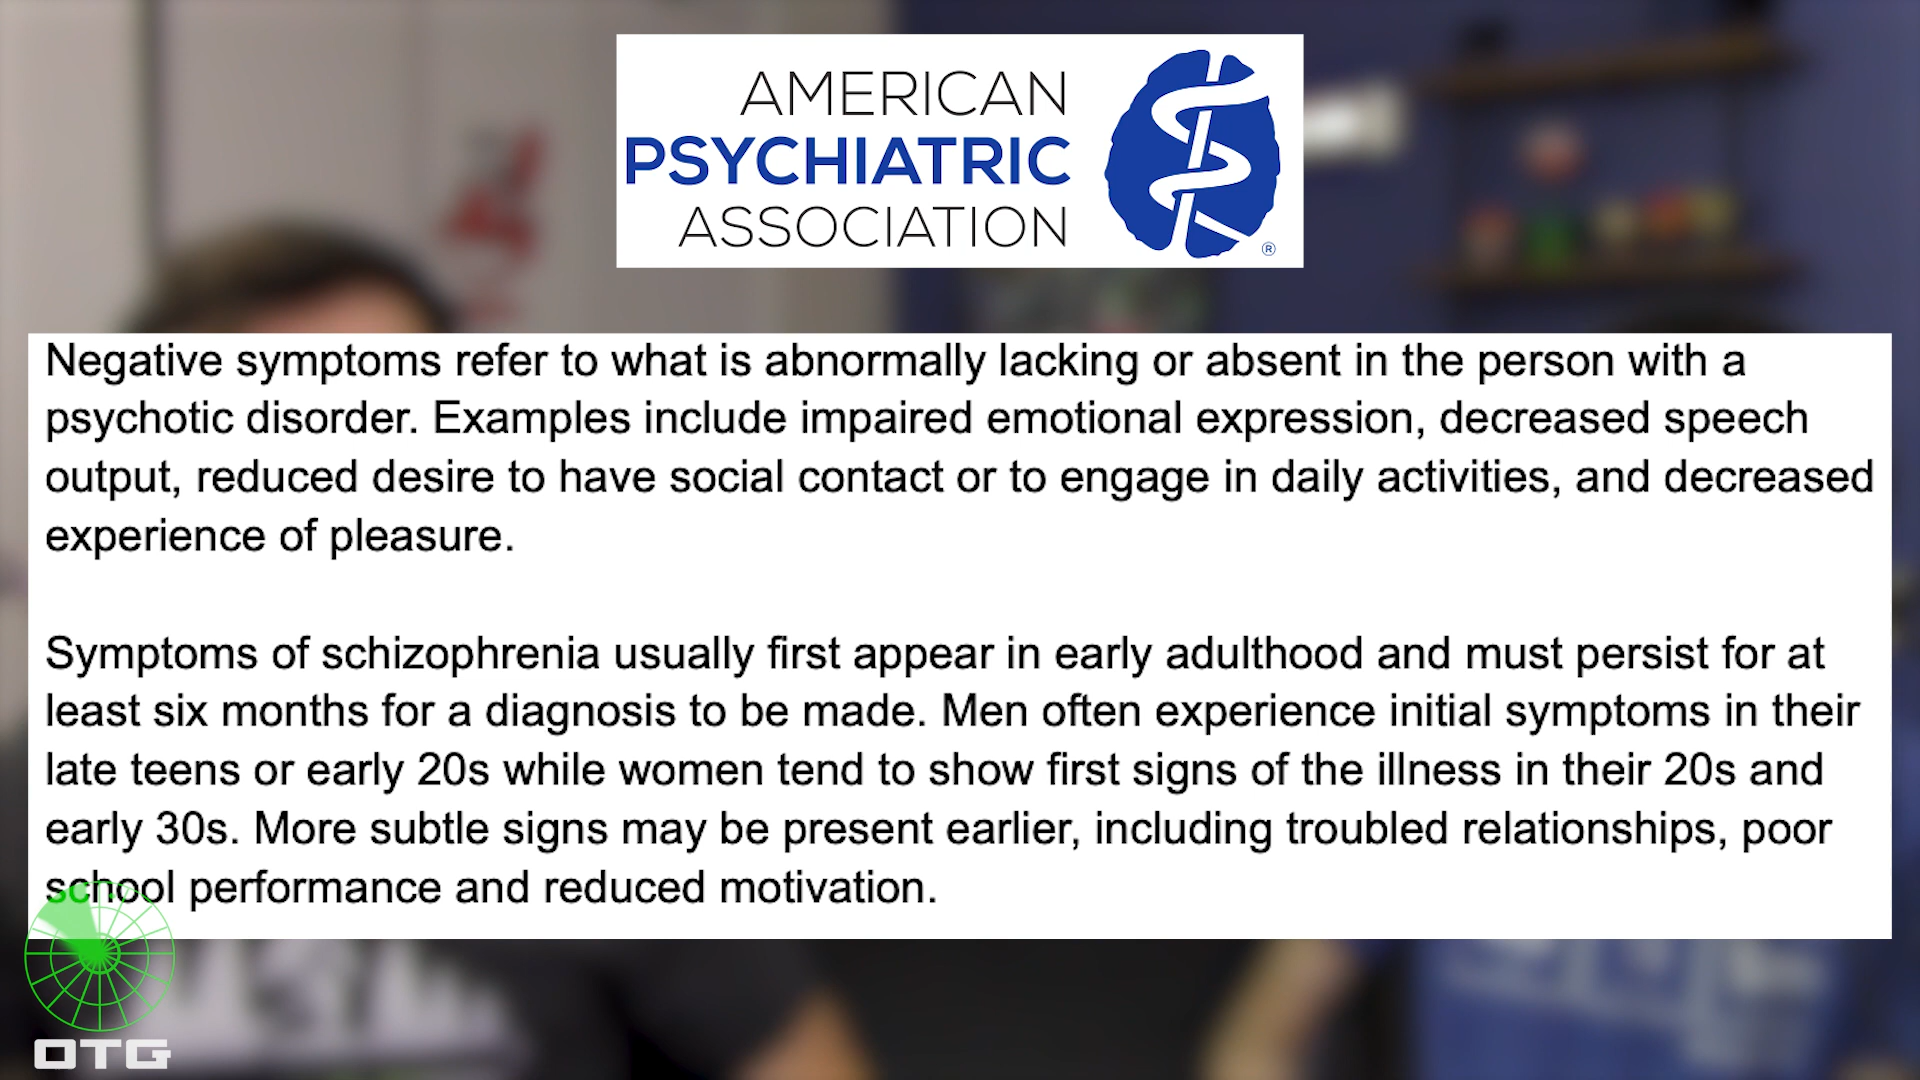 AMERICAN
PSYCHIATRIC
ASSOCIATION
®
Negative symptoms refer to what is abnormally lacking or absent in the person with a
psychotic disorder. Examples include impaired emotional expression, decreased speech
output, reduced desire to have social contact or to engage in daily activities, and decreased
experience of pleasure.
Symptoms of schizophrenia usually first appear in early adulthood and must persist for at
least six months for a diagnosis to be made. Men often experience initial symptoms in their
late teens or early 20s while women tend to show first signs of the illness in their 20s and
early 30s. More subtle signs may be present earlier, including troubled relationships, poor
school performance and reduced motivation.
OTG